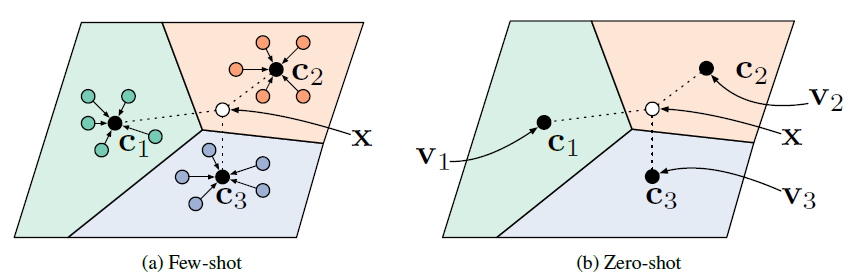 c1
c2
c3
x
(a) Few-shot
v1
c1
c2
c3
v2
x
v3
(b) Zero-shot